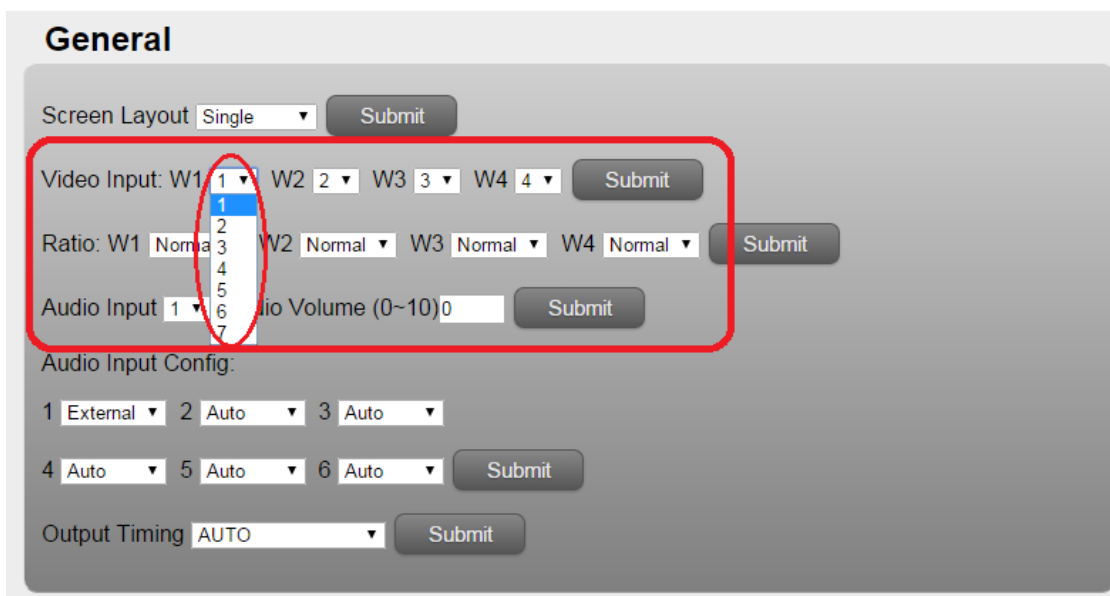 General
Screen Layout Single Submit
Video Input: W1 1 W2 2 W3 3 W4 4 Submit
1
2
3
4
5
6
7
Ratio: W1 Norma W2 Normal W3 Normal W4 Normal Submit
Audio Input 1 dio Volume (0~10) 0 Submit
Audio Input Config:
1 External 2 Auto 3 Auto
4 Auto 5 Auto 6 Auto Submit
Output Timing AUTO Submit